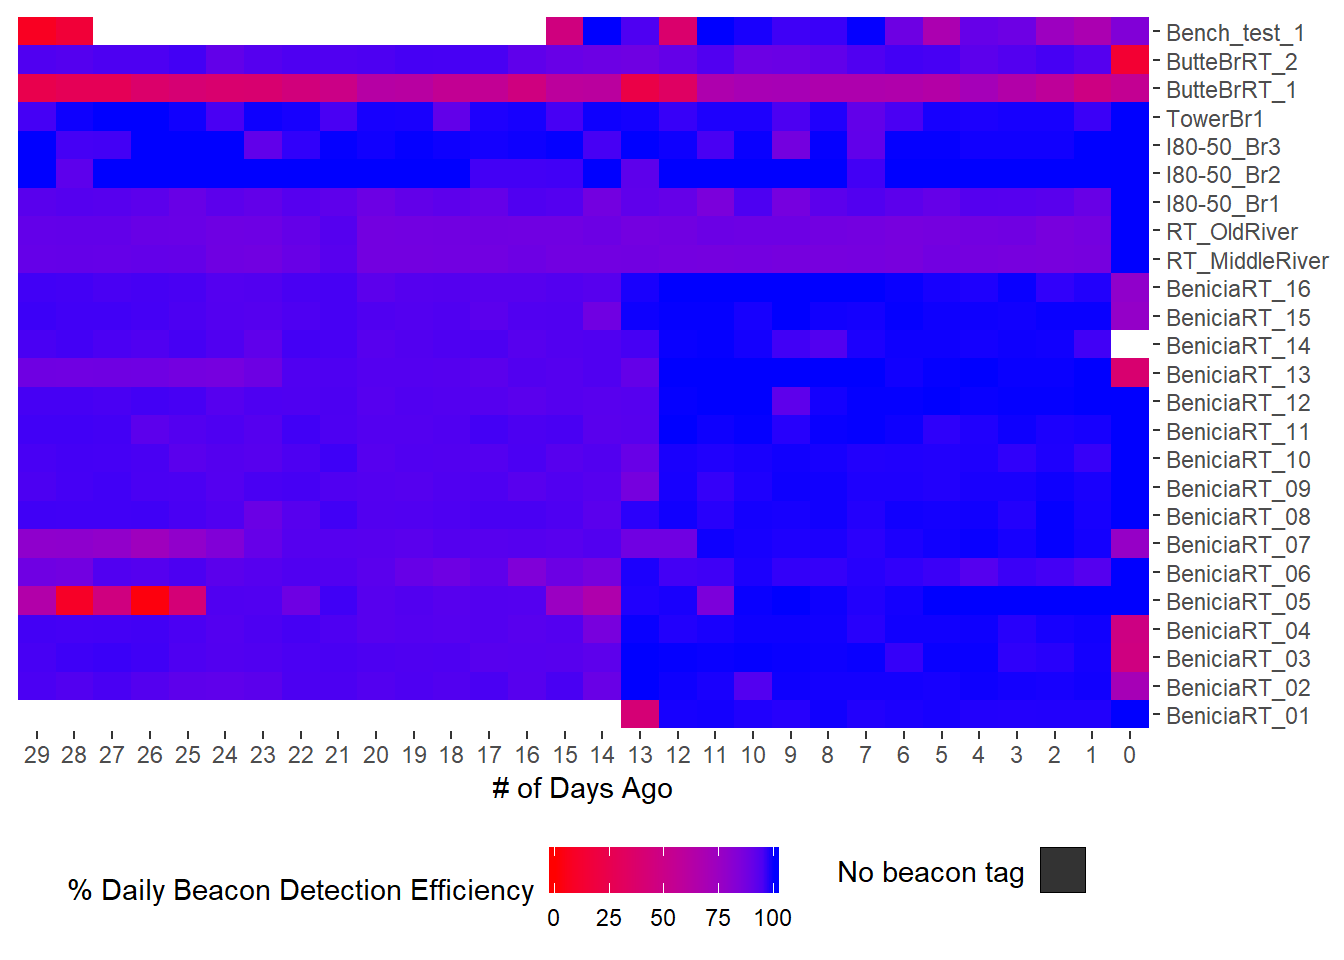 Bench_test_1
ButteBrRT_2
ButteBrRT_1
TowerBr1
I80-50_Br3
I80-50_Br2
I80-50_Br1
RT_OldRiver
RT_MiddleRiver
BeniciaRT_16
BeniciaRT_15
BeniciaRT_14
BeniciaRT_13
BeniciaRT_12
BeniciaRT_11
BeniciaRT_10
BeniciaRT_09
BeniciaRT_08
BeniciaRT_07
BeniciaRT_06
BeniciaRT_05
BeniciaRT_04
BeniciaRT_03
BeniciaRT_02
BeniciaRT_01
29 28 27 26 25 24 23 22 21 20 19 18 17 16 15 14 13 12 11 10 9 8 7 6 5 4 3 2 1 0
# of Days Ago
% Daily Beacon Detection Efficiency
0 25 50 75 100
No beacon tag